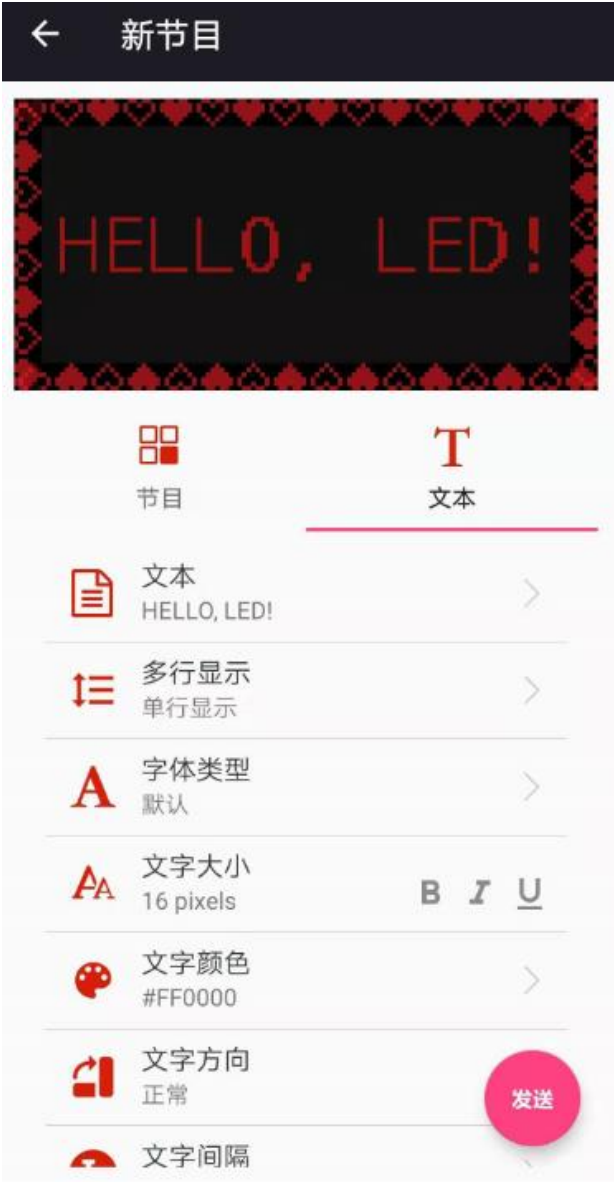 新节目
HELLO, LED!
节目
文本
文本
HELLO, LED!
多行显示
单行显示
字体类型
默认
文字大小
16 pixels
B I U
文字颜色
#FF0000
文字方向
正常
发送
文字间隔